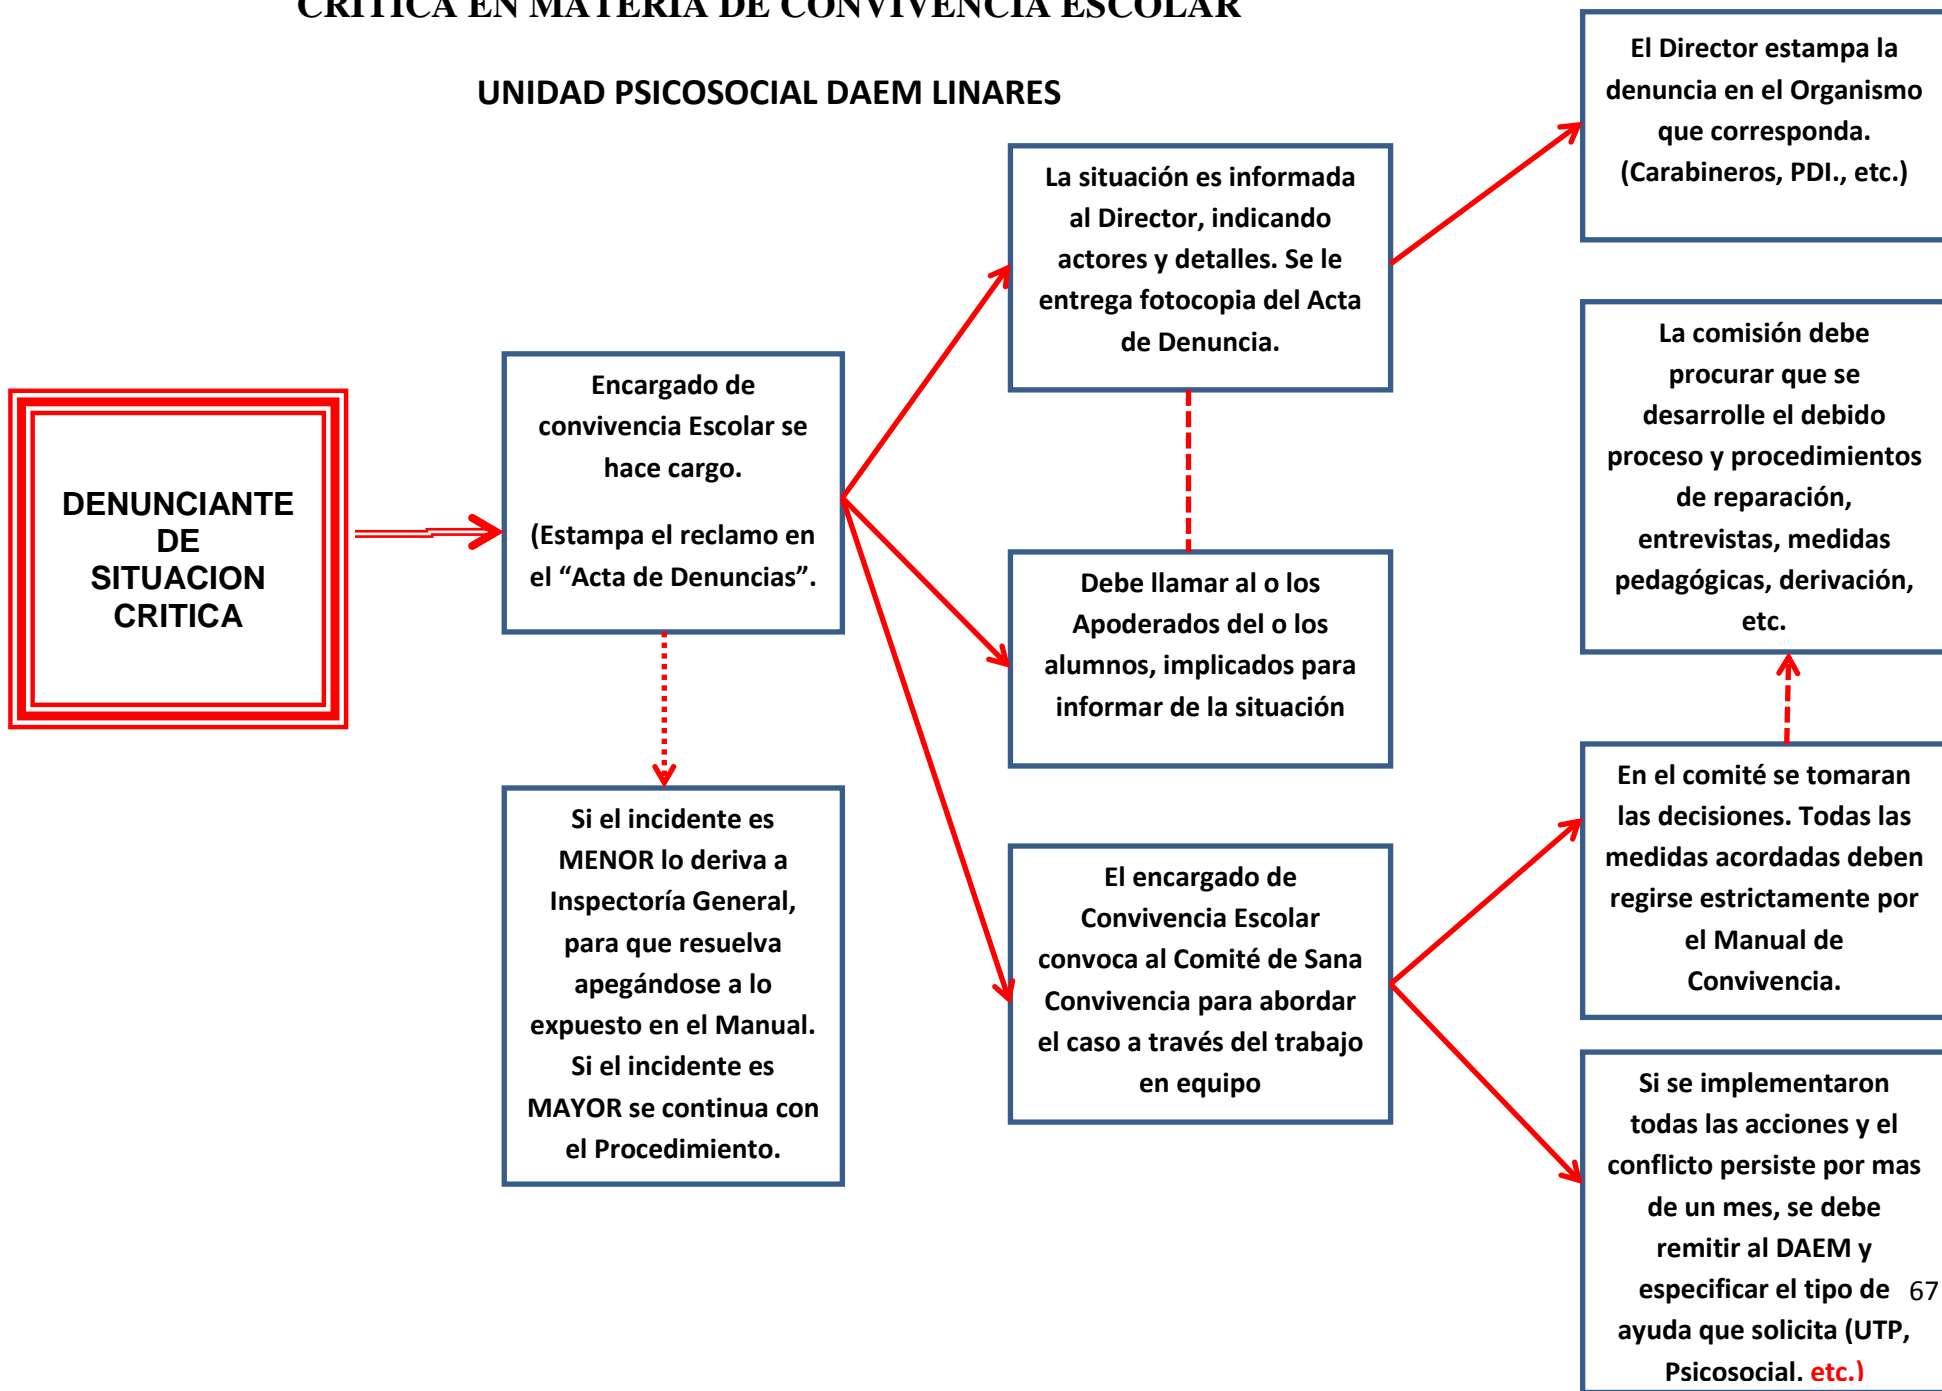 CRITICA EN MATERIA DE CONVIVENCIA ESCOLAR
UNIDAD PSICOSOCIAL DAEM LINARES
DENUNCIANTE
DE
SITUACION
CRITICA
Encargado de
convivencia Escolar se
hace cargo.
(Estampa el reclamo en
el “Acta de Denuncias”.
Si el incidente es
MENOR lo deriva a
Inspectoría General,
para que resuelva
apegándose a lo
expuesto en el Manual.
Si el incidente es
MAYOR se continua con
el Procedimiento.
La situación es informada
al Director, indicando
actores y detalles. Se le
entrega fotocopia del Acta
de Denuncia.
Debe llamar al o los
Apoderados del o los
alumnos, implicados para
informar de la situación
El encargado de
Convivencia Escolar
convoca al Comité de Sana
Convivencia para abordar
el caso a través del trabajo
en equipo
El Director estampa la
denuncia en el Organismo
que corresponda.
(Carabineros, PDI., etc.)
La comisión debe
procurar que se
desarrolle el debido
proceso y procedimientos
de reparación,
entrevistas, medidas
pedagógicas, derivación,
etc.
En el comité se tomaran
las decisiones. Todas las
medidas acordadas deben
regirse estrictamente por
el Manual de
Convivencia.
Si se implementaron
todas las acciones y el
conflicto persiste por mas
de un mes, se debe
remitir al DAEM y
especificar el tipo de
ayuda que solicita (UTP,
Psicosocial. etc.)
67